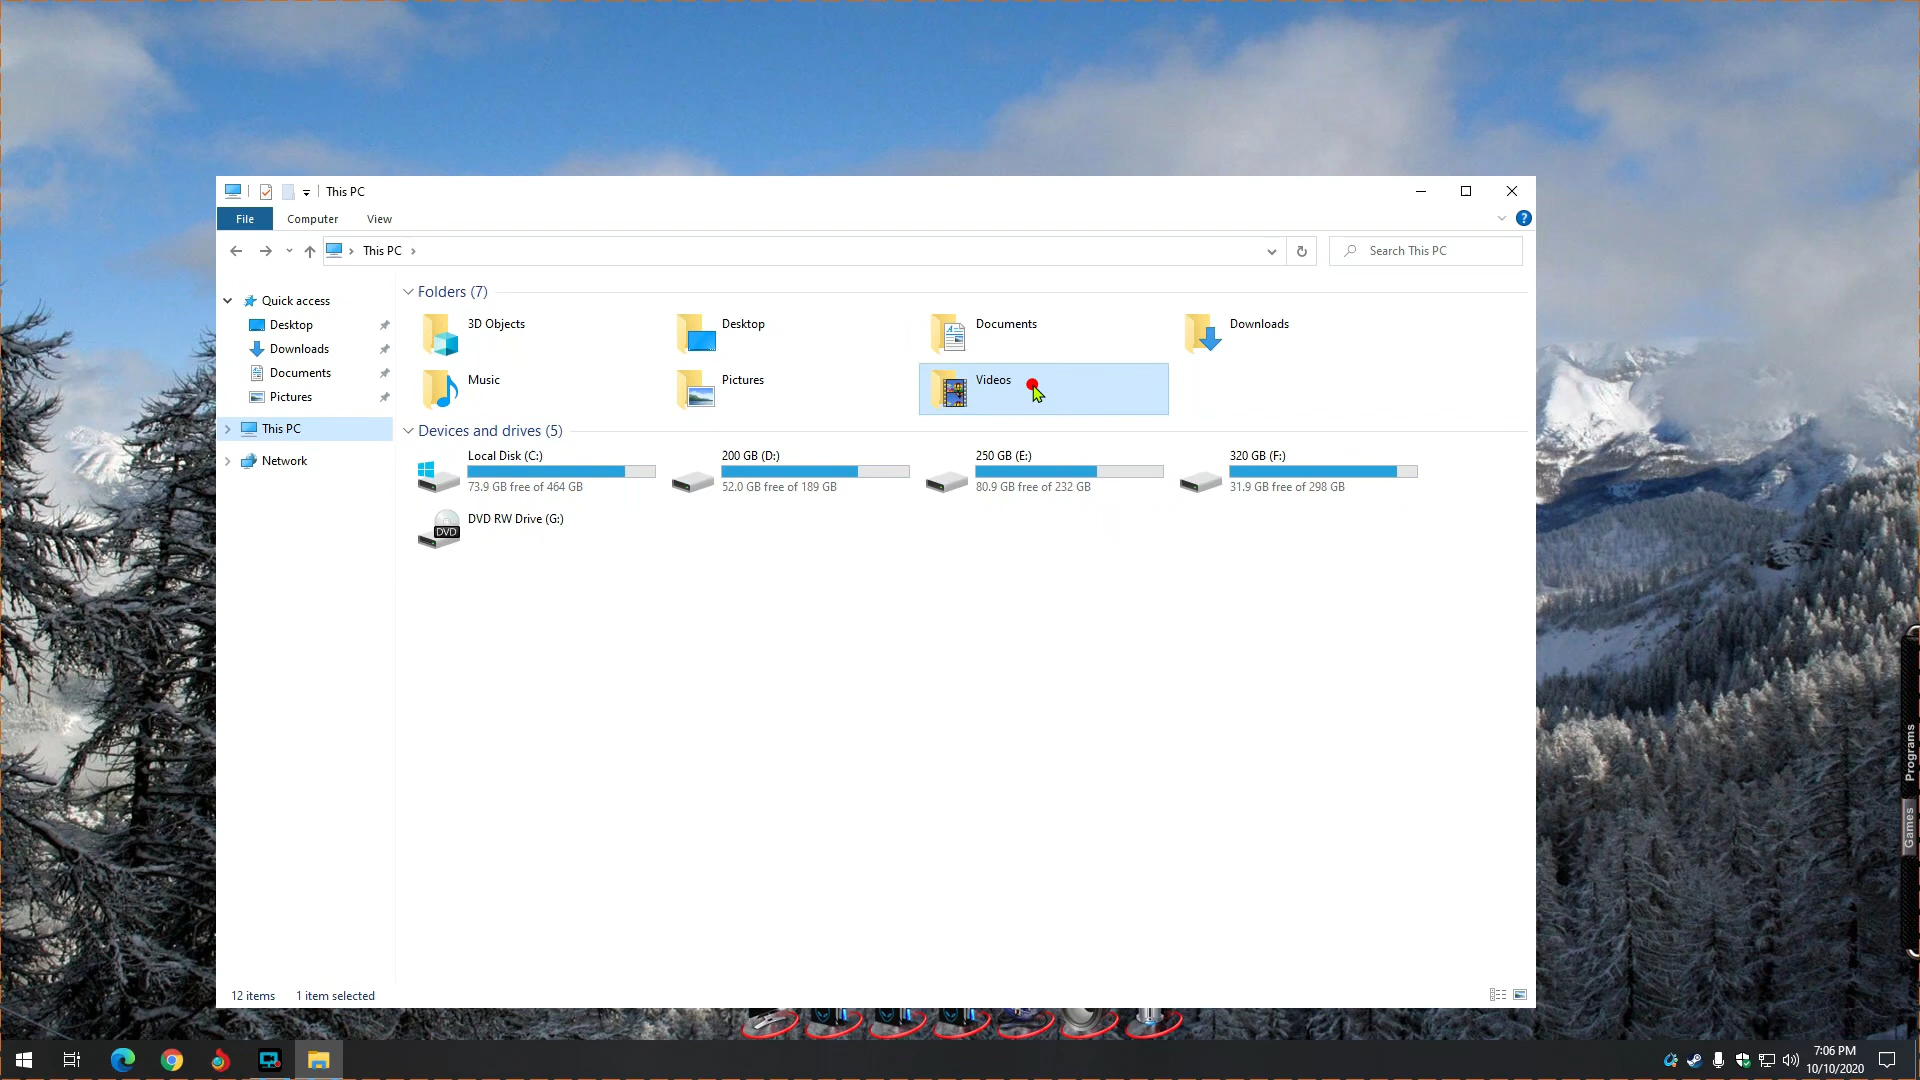 This PC
File Computer View
This PC
Search This PC
Quick access
Desktop
Downloads
Documents
Pictures
This PC
Network
Folders (7)
3D Objects
Desktop
Documents
Downloads
Music
Pictures
Videos
Devices and drives (5)
Local Disk (C:)
73.9 GB free of 464 GB
200 GB (D:)
52.0 GB free of 189 GB
250 GB (E:)
80.9 GB free of 232 GB
320 GB (F:)
31.9 GB free of 298 GB
DVD
DVD RW Drive (G:)
12 items 1 item selected
Programs
Games
7:06 PM
10/10/2020